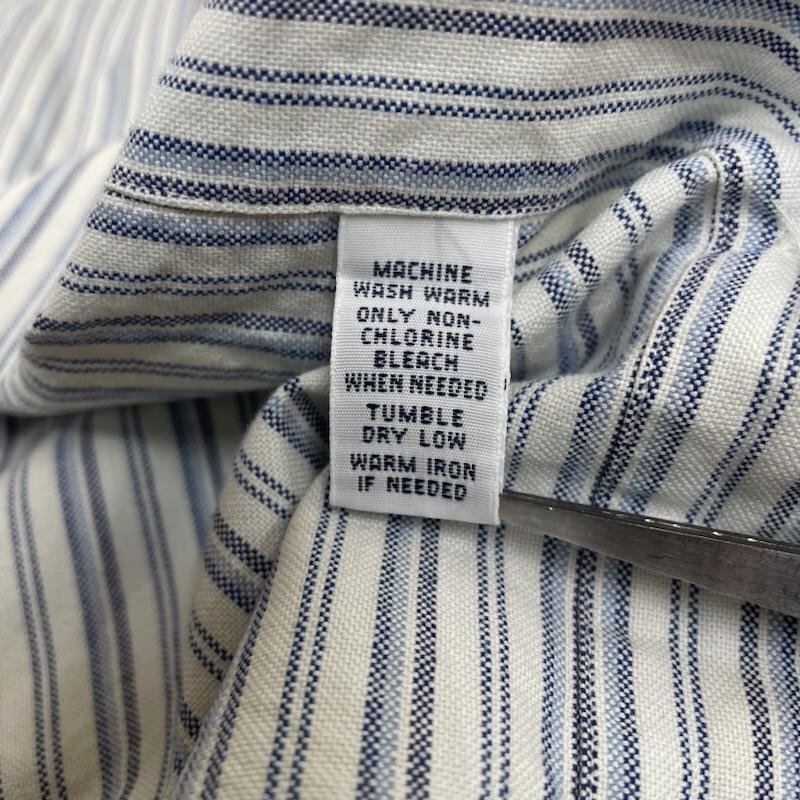 MACHINE
WASH WARM
ONLY NON-
CHLORINE
BLEACH
WHEN NEEDED
TUMBLE
DRY LOW
WARM IRON
IF NEEDED